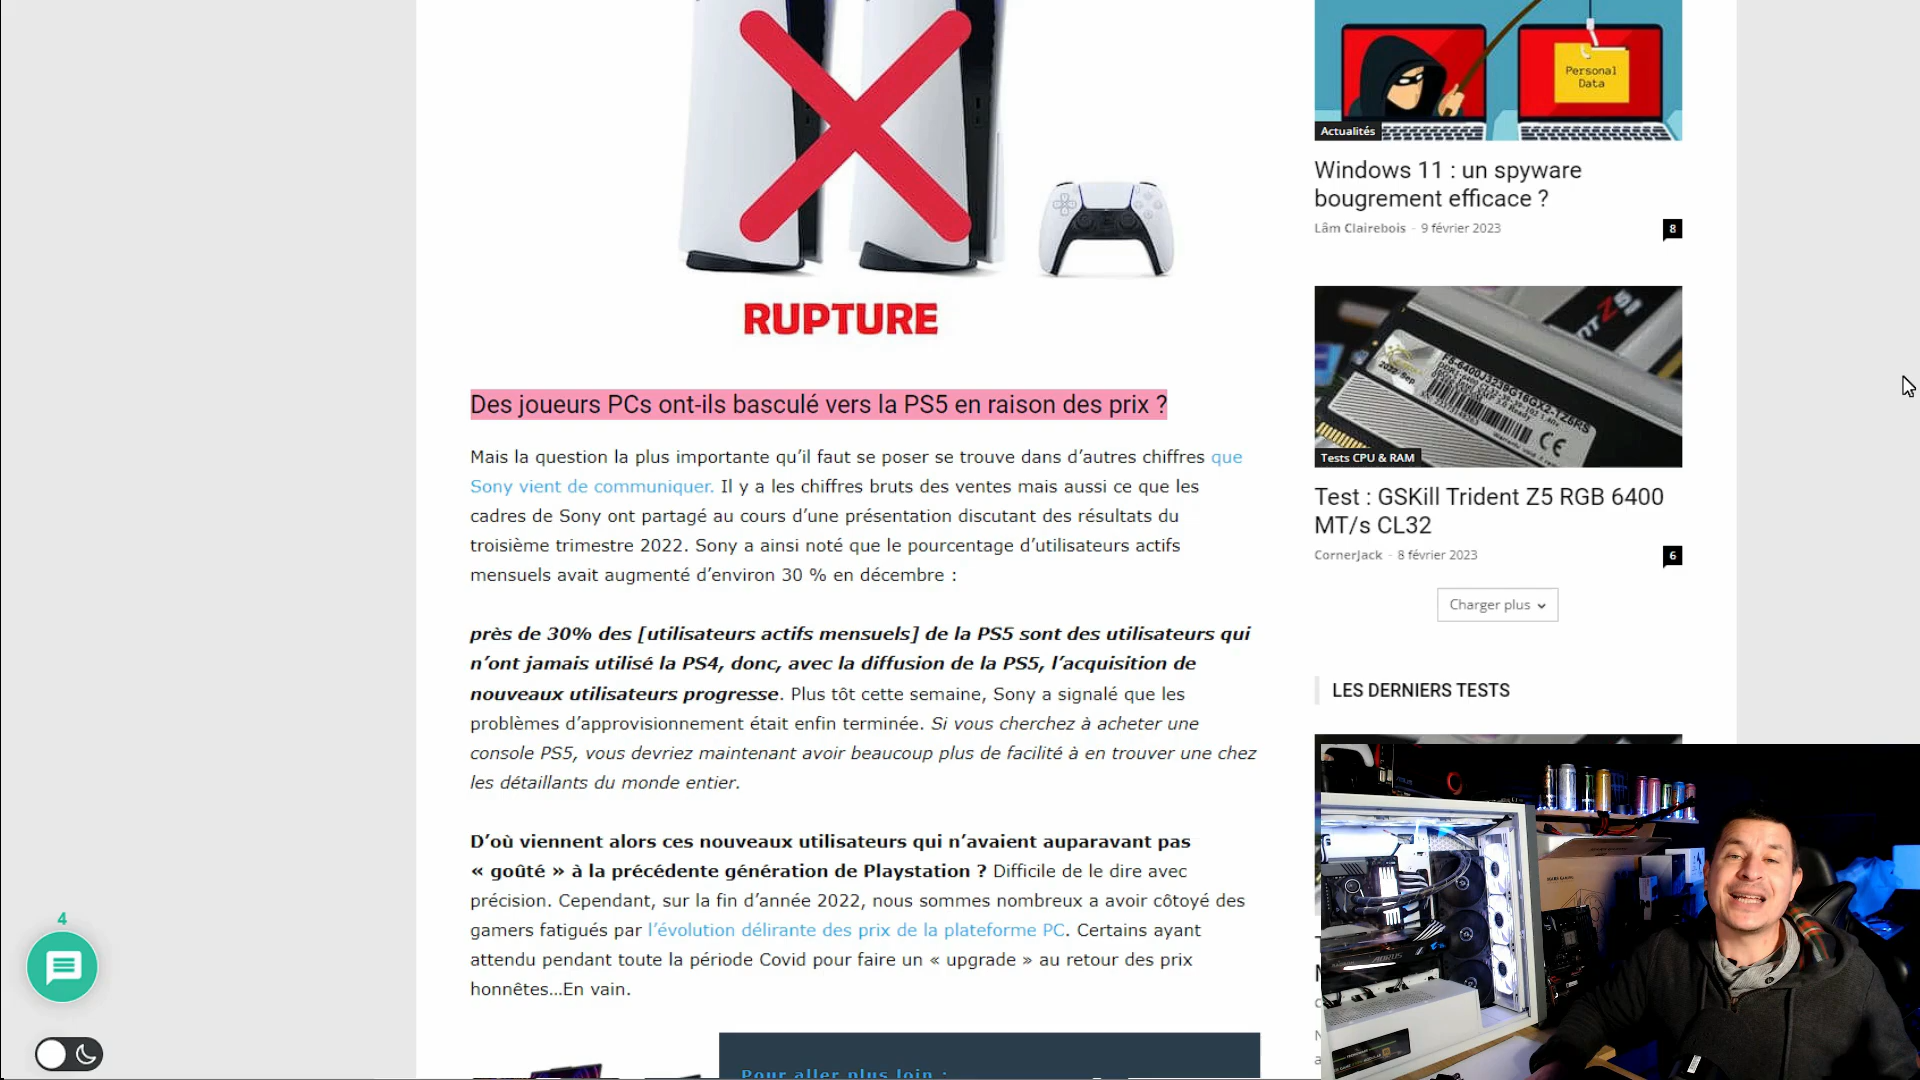 RUPTURE
Des joueurs PCs ont-ils basculé vers la PS5 en raison des prix ?
Mais la question la plus importante qu’il faut se poser se trouve dans d’autres chiffres que
Sony vient de communiquer. Il y a les chiffres bruts des ventes mais aussi ce que les
cadres de Sony ont partagé au cours d’une présentation discutant des résultats du
troisième trimestre 2022. Sony a ainsi noté que le pourcentage d’utilisateurs actifs
mensuels avait augmenté d’environ 30 % en décembre :
près de 30% des [utilisateurs actifs mensuels] de la PS5 sont des utilisateurs qui
n’ont jamais utilisé la PS4, donc, avec la diffusion de la PS5, l’acquisition de
nouveaux utilisateurs progresse. Plus tôt cette semaine, Sony a signalé que les
problèmes d’approvisionnement était enfin terminée. Si vous cherchez à acheter une
console PS5, vous devriez maintenant avoir beaucoup plus de facilité à en trouver une chez
les détaillants du monde entier.
D’où viennent alors ces nouveaux utilisateurs qui n’avaient auparavant pas
« goûté » à la précédente génération de Playstation ? Difficile de le dire avec
précision. Cependant, sur la fin d’année 2022, nous sommes nombreux a avoir côtoyé des
gamers fatigués par l’évolution délirante des prix de la plateforme PC. Certains ayant
attendu pendant toute la période Covid pour faire un « upgrade » au retour des prix
honnêtes...En vain.
Pour aller plus loin :
4
Personal
Data
Actualités
Windows 11 : un spyware
bougrement efficace ?
Lâm Clairebois - 9 février 2023
8
Tests CPU & RAM
Test : GSKill Trident Z5 RGB 6400
MT/s CL32
CornerJack - 8 février 2023
6
Charger plus
LES DERNIERS TESTS
AORUS